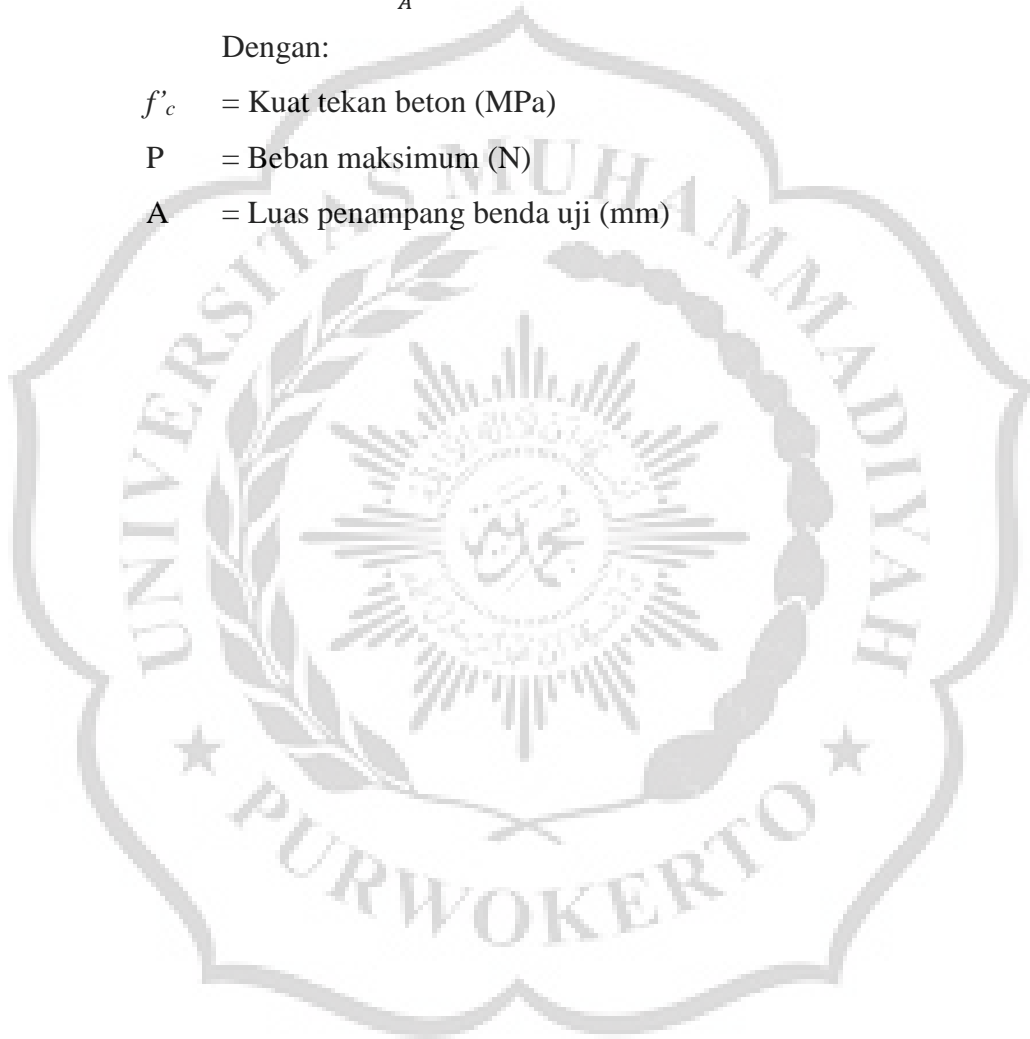 A
Dengan:
f'c = Kuat tekan beton (MPa)
P = Beban maksimum (N)
A = Luas penampang benda uji (mm)
UNIVERSITAS MUHAMMADIYAH
★ PURWOKERTO ★